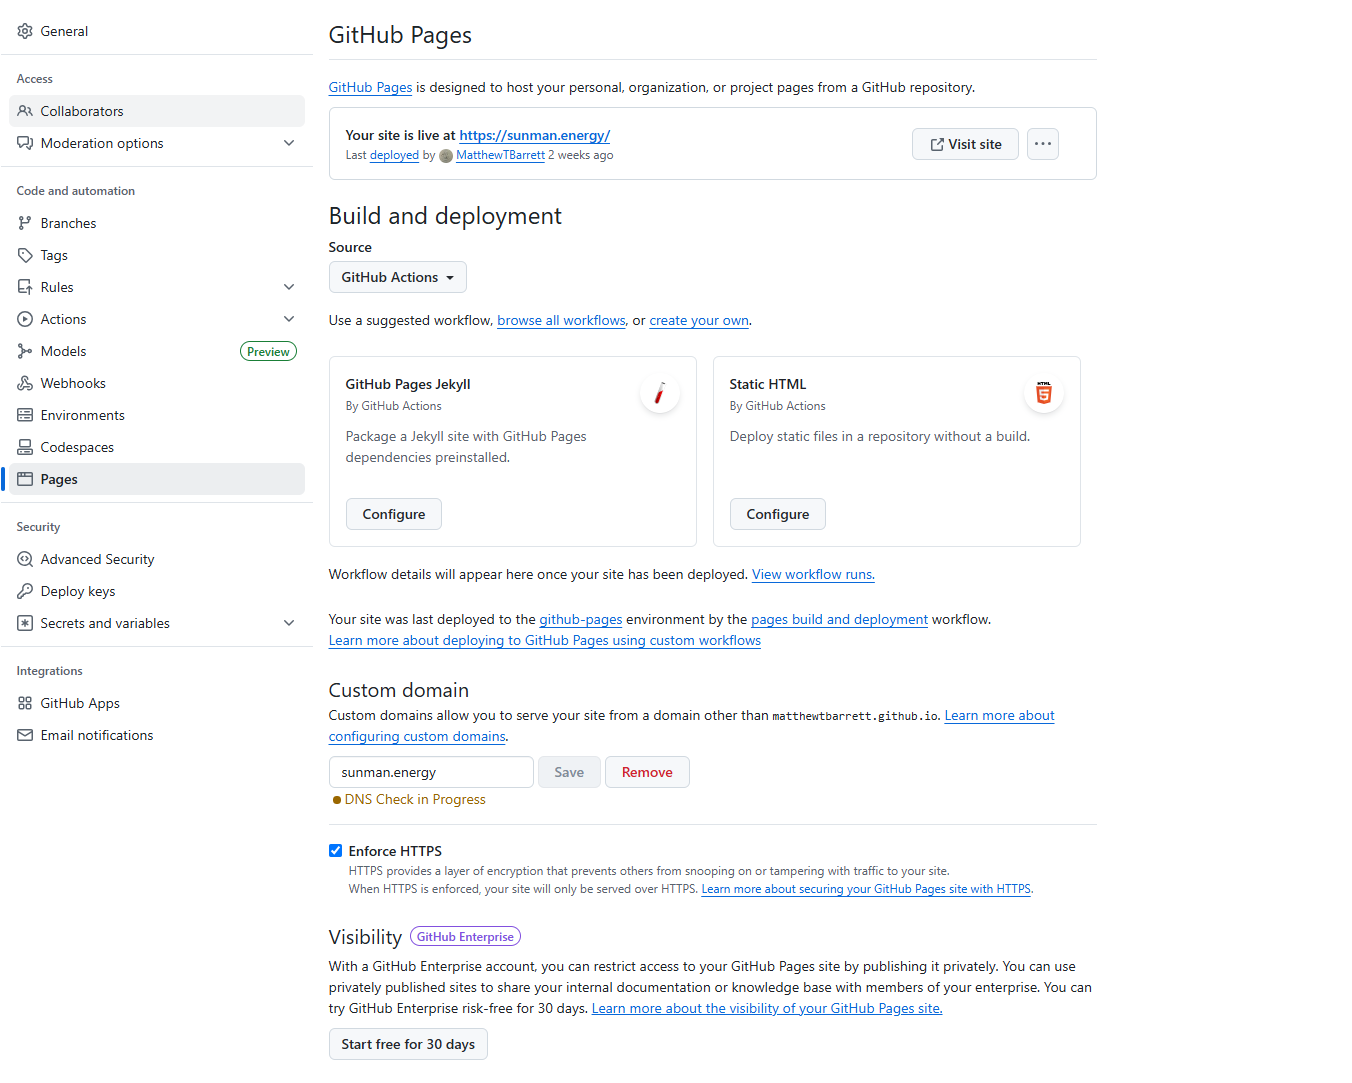 General
Access
Collaborators
Moderation options
Code and automation
Branches
Tags
Rules
Actions
Models Preview
Webhooks
Environments
Codespaces
Pages
Security
Advanced Security
Deploy keys
Secrets and variables
Integrations
GitHub Apps
Email notifications
GitHub Pages
GitHub Pages is designed to host your personal, organization, or project pages from a GitHub repository.
Your site is live at https://sunman.energy/
Last deployed by MatthewTBarrett 2 weeks ago
Visit site
Build and deployment
Source
GitHub Actions
Use a suggested workflow, browse all workflows, or create your own.
GitHub Pages Jekyll
By GitHub Actions
Package a Jekyll site with GitHub Pages
dependencies preinstalled.
Configure
Static HTML
By GitHub Actions
Deploy static files in a repository without a build.
Configure
HTML
5
Workflow details will appear here once your site has been deployed. View workflow runs.
Your site was last deployed to the github-pages environment by the pages build and deployment workflow.
Learn more about deploying to GitHub Pages using custom workflows
Custom domain
Custom domains allow you to serve your site from a domain other than matthewtbarrett.github.io. Learn more about
configuring custom domains.
sunman.energy Save Remove
DNS Check in Progress
Enforce HTTPS
HTTPS provides a layer of encryption that prevents others from snooping on or tampering with traffic to your site.
When HTTPS is enforced, your site will only be served over HTTPS. Learn more about securing your GitHub Pages site with HTTPS.
Visibility GitHub Enterprise
With a GitHub Enterprise account, you can restrict access to your GitHub Pages site by publishing it privately. You can use
privately published sites to share your internal documentation or knowledge base with members of your enterprise. You can
try GitHub Enterprise risk-free for 30 days. Learn more about the visibility of your GitHub Pages site.
Start free for 30 days